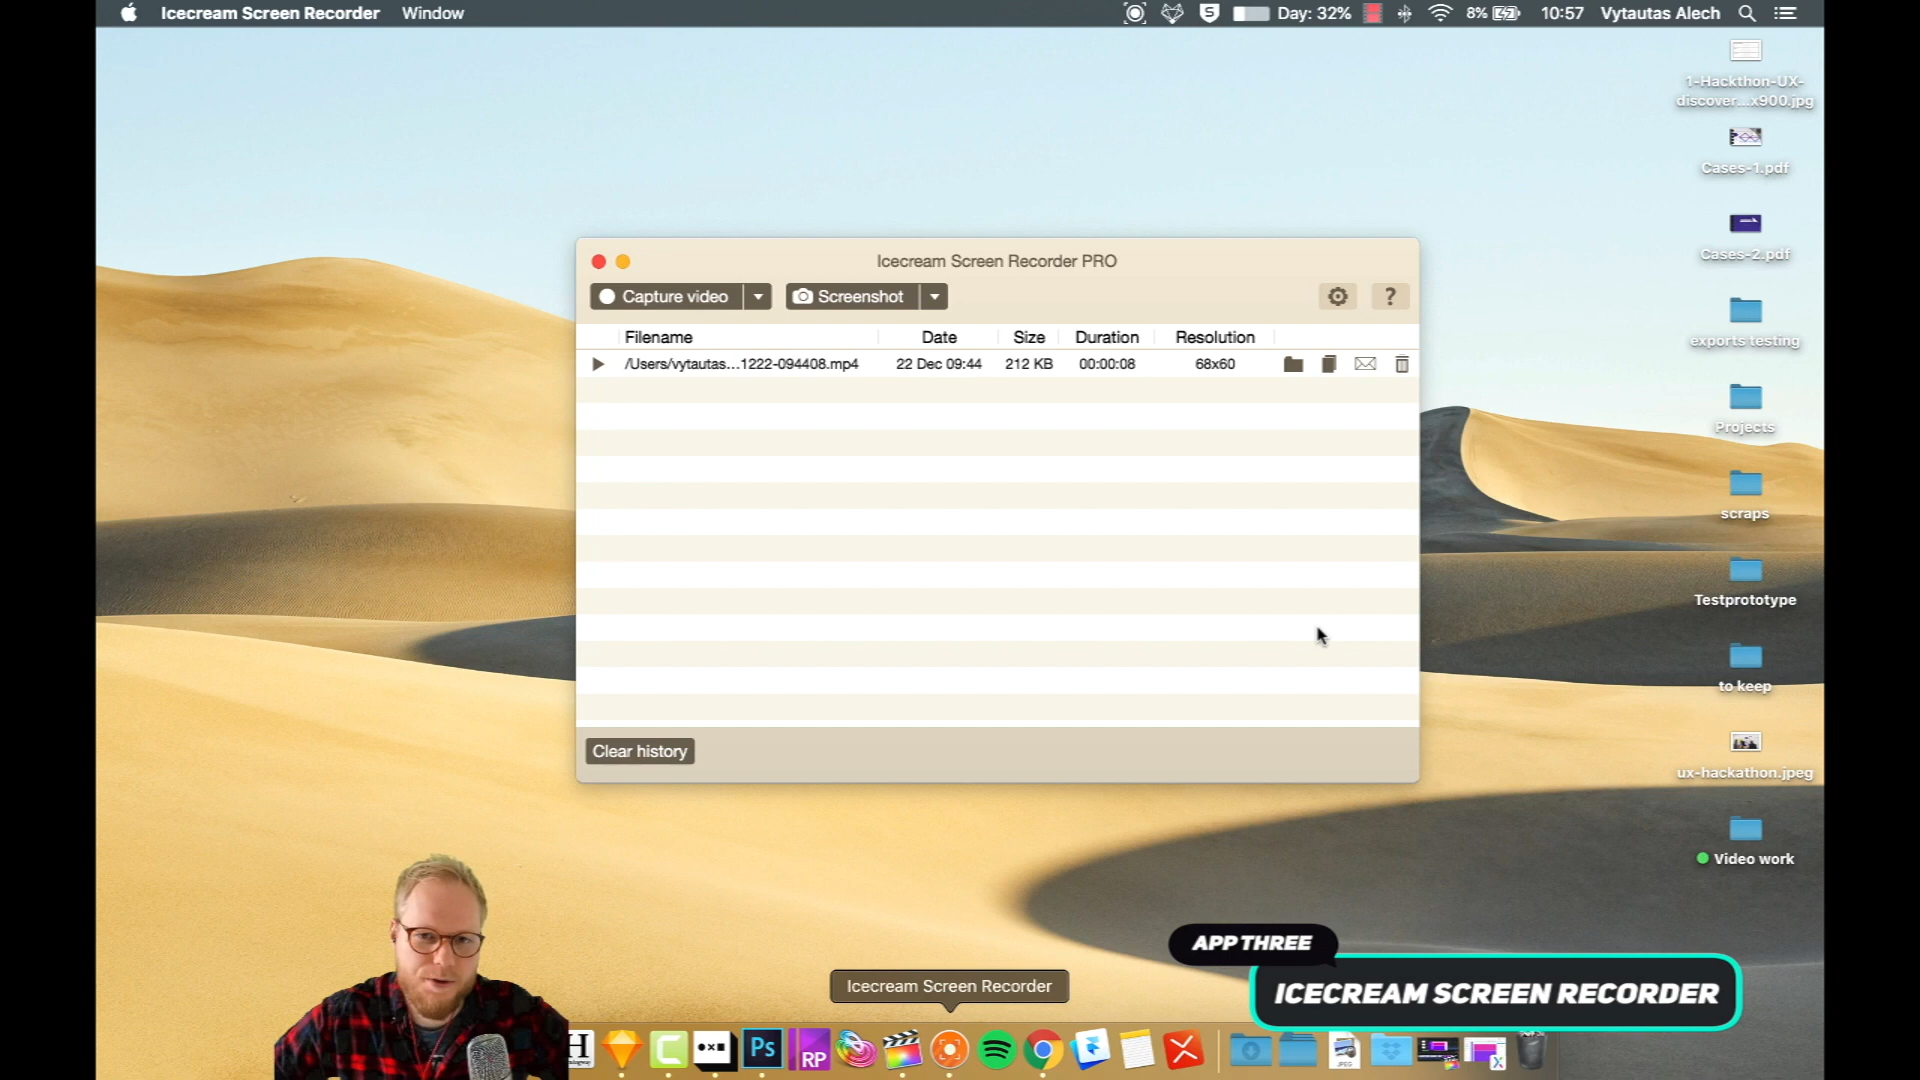 Icecream Screen Recorder Window
Day: 32% 8% 10:57 Vytautas Alech
1-Hackthon-UX-
discover...x900.jpg
Cases-1.pdf
Cases-2.pdf
exports testing
Projects
scraps
Testprototype
to keep
ux-hackathon.jpeg
Video work
Icecream Screen Recorder PRO
Capture video Screenshot ?
Filename Date Size Duration Resolution
/Users/vytautas...1222-094408.mp4 22 Dec 09:44 212 KB 00:00:08 68x60
Clear history
APP THREE
ICECREAM SCREEN RECORDER
Icecream Screen Recorder
H
Ps
RP
JPEG